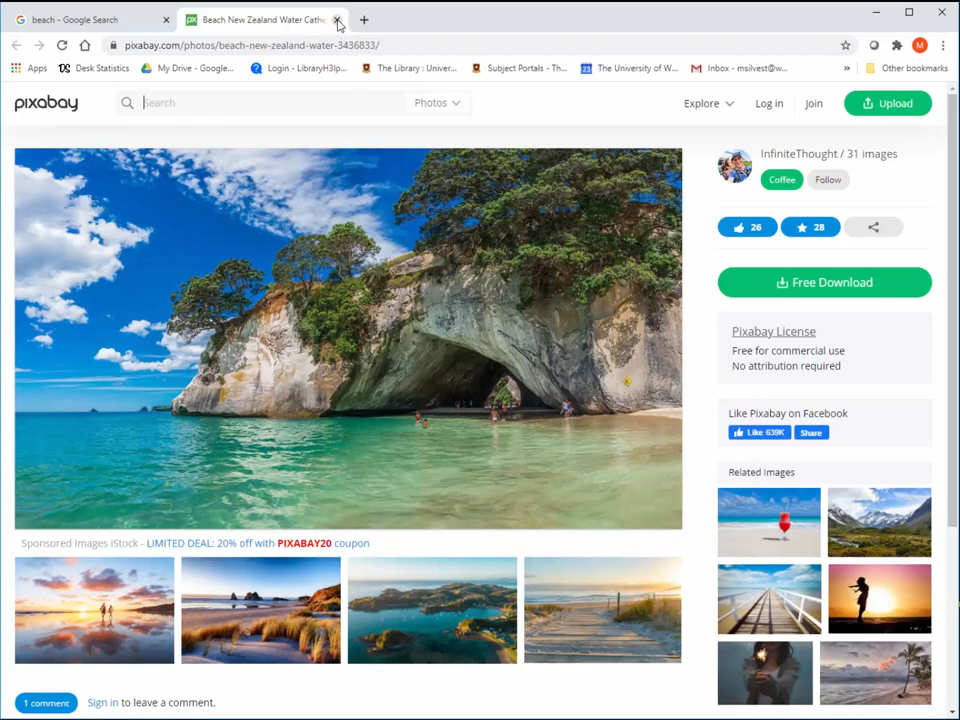 beach - Google Search
Beach New Zealand Water Cathe
pixabay.com/photos/beach-new-zealand-water-3436833/
M
Apps
Desk Statistics
My Drive - Google...
Login - LibraryH3lp...
The Library : Univer...
Subject Portals - Th...
23
The University of W...
Inbox - msilvest@w...
»
Other bookmarks
pixabay
Search
Photos
Explore
Log in
Join
Upload
InfiniteThought / 31 images
Coffee
Follow
26
28
Free Download
Pixabay License
Free for commercial use
No attribution required
Like Pixabay on Facebook
Like 639K
Share
Related Images
Sponsored Images iStock - LIMITED DEAL: 20% off with PIXABAY20 coupon
1 comment
Sign in to leave a comment.